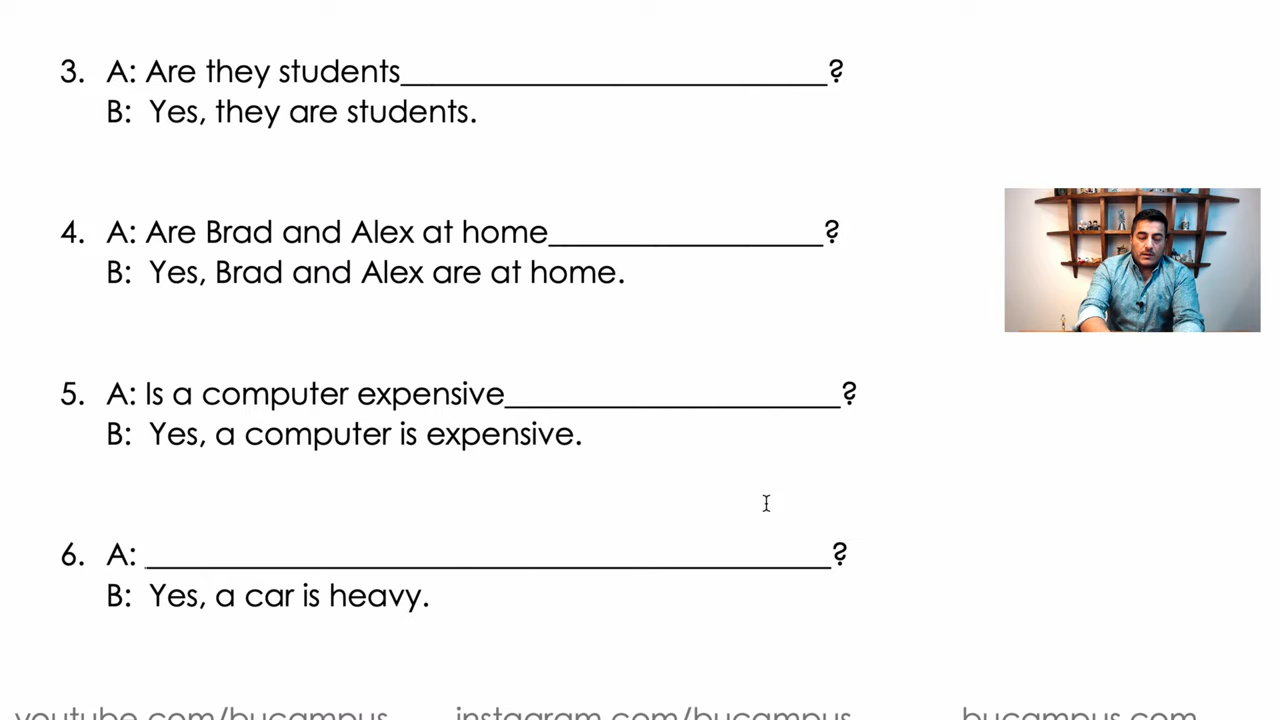 3. A: Are they students______________________________?
B: Yes, they are students.
4. A: Are Brad and Alex at home___________________?
B: Yes, Brad and Alex are at home.
5. A: Is a computer expensive_______________________?
B: Yes, a computer is expensive.
6. A: ________________________________________________?
B: Yes, a car is heavy.
youtube.com/bucampus instagram.com/bucampus bucampus.com